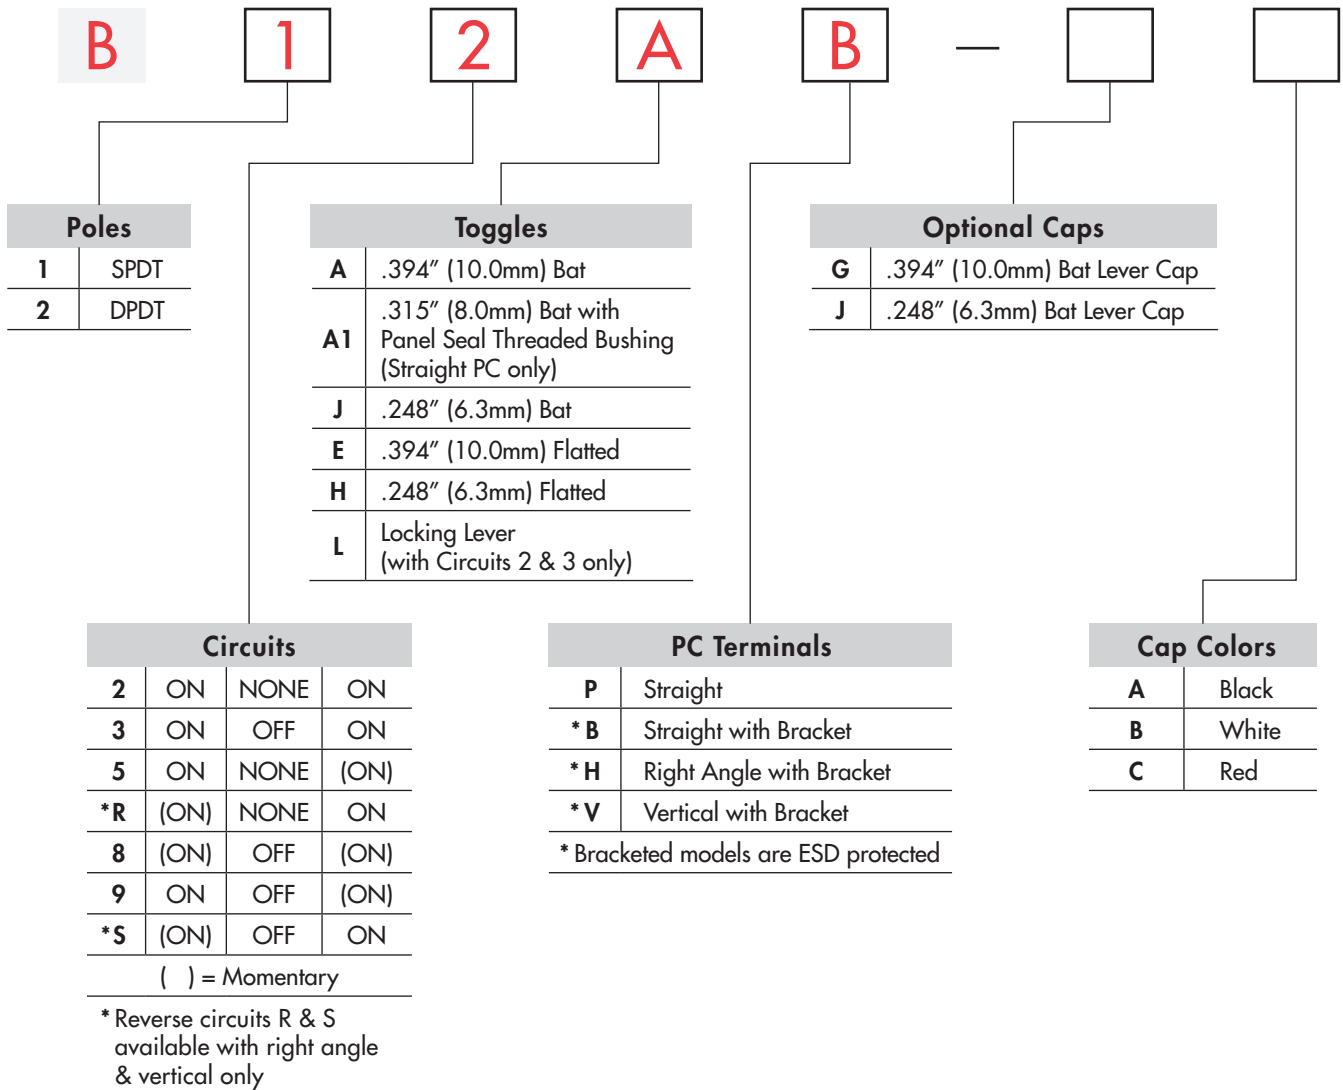 B 1 2 A B —
Poles
1 SPDT
2 DPDT
Toggles
A .394" (10.0mm) Bat
A1 .315" (8.0mm) Bat with
Panel Seal Threaded Bushing
(Straight PC only)
J .248" (6.3mm) Bat
E .394" (10.0mm) Flatted
H .248" (6.3mm) Flatted
L Locking Lever
(with Circuits 2 & 3 only)
Optional Caps
G .394" (10.0mm) Bat Lever Cap
J .248" (6.3mm) Bat Lever Cap
Circuits
2 ON NONE ON
3 ON OFF ON
5 ON NONE (ON)
*R (ON) NONE ON
8 (ON) OFF (ON)
9 ON OFF (ON)
*S (ON) OFF ON
( ) = Momentary
* Reverse circuits R & S
available with right angle
& vertical only
PC Terminals
P Straight
* B Straight with Bracket
* H Right Angle with Bracket
* V Vertical with Bracket
* Bracketed models are ESD protected
Cap Colors
A Black
B White
C Red